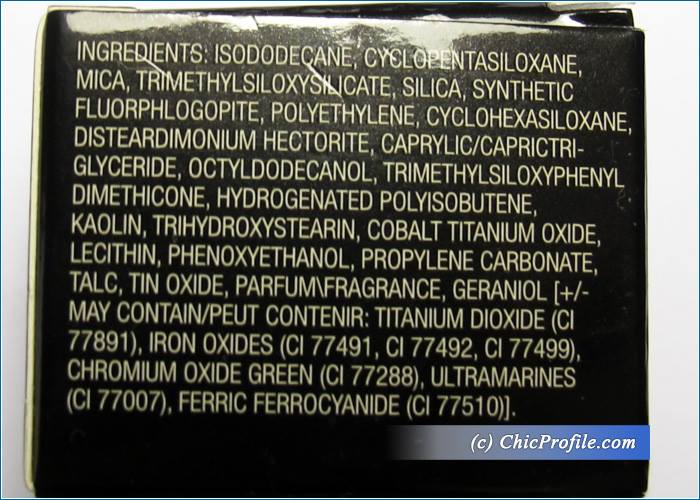 INGREDIENTS: ISODODECANE, CYCLOPENTASILOXANE,
MICA, TRIMETHYLSILOXYSILICATE, SILICA, SYNTHETIC
FLUORPHLOGOPITE, POLYETHYLENE, CYCLOHEXASILOXANE,
DISTEARDIMONIUM HECTORITE, CAPRYLIC/CAPRICTRI-
GLYCERIDE, OCTYLDODECANOL, TRIMETHYLSILOXYPHENYL
DIMETHICONE, HYDROGENATED POLYISOBUTENE,
KAOLIN, TRIHYDROXYSTEARIN, COBALT TITANIUM OXIDE,
LECITHIN, PHENOXYETHANOL, PROPYLENE CARBONATE,
TALC, TIN OXIDE, PARFUM\FRAGRANCE, GERANIOL [+/-
MAY CONTAIN/PEUT CONTENIR: TITANIUM DIOXIDE (CI
77891), IRON OXIDES (CI 77491, CI 77492, CI 77499),
CHROMIUM OXIDE GREEN (CI 77288), ULTRAMARINES
(CI 77007), FERRIC FERROCYANIDE (CI 77510)].
(c) ChicProfile.com